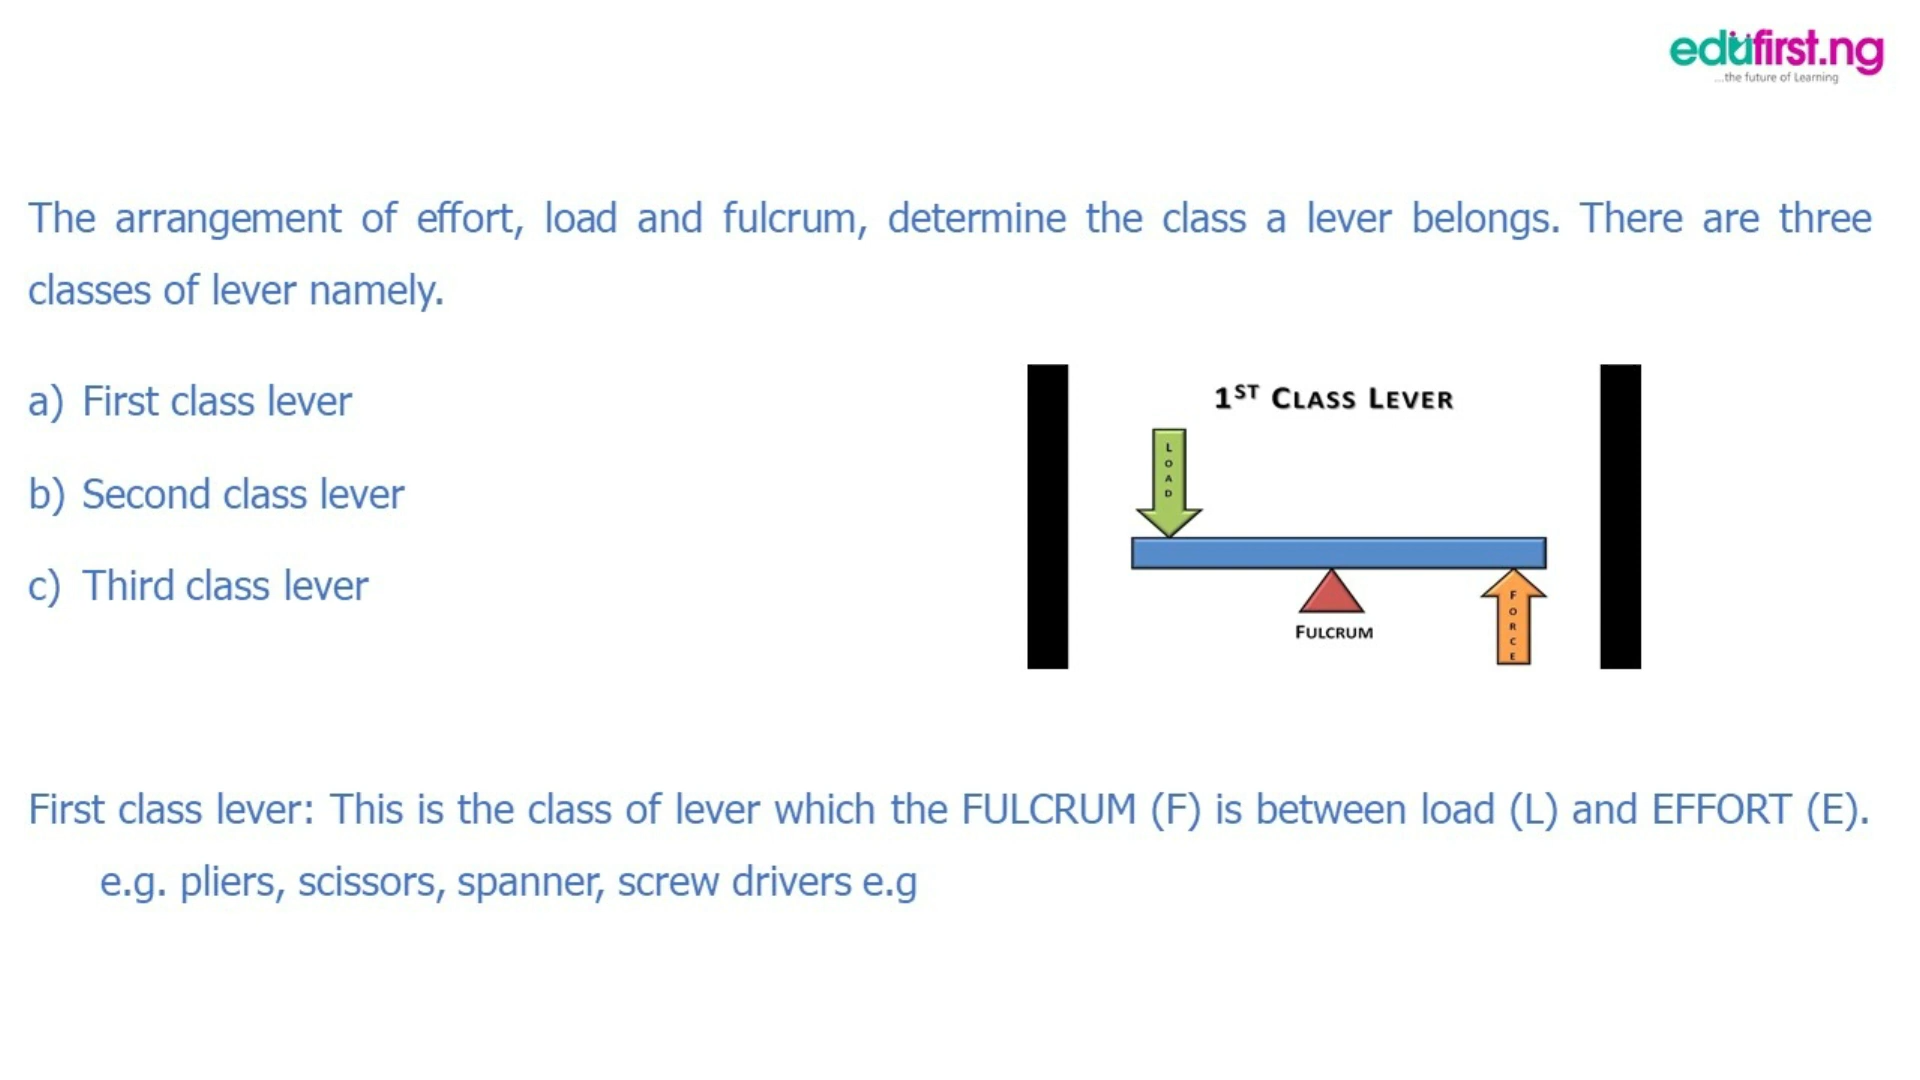 edufirst.ng
...the future of Learning
The arrangement of effort, load and fulcrum, determine the class a lever belongs. There are three
classes of lever namely.
a) First class lever
b) Second class lever
c) Third class lever
1ST CLASS LEVER
LOAD
FULCRUM
FORCE
First class lever: This is the class of lever which the FULCRUM (F) is between load (L) and EFFORT (E).
e.g. pliers, scissors, spanner, screw drivers e.g